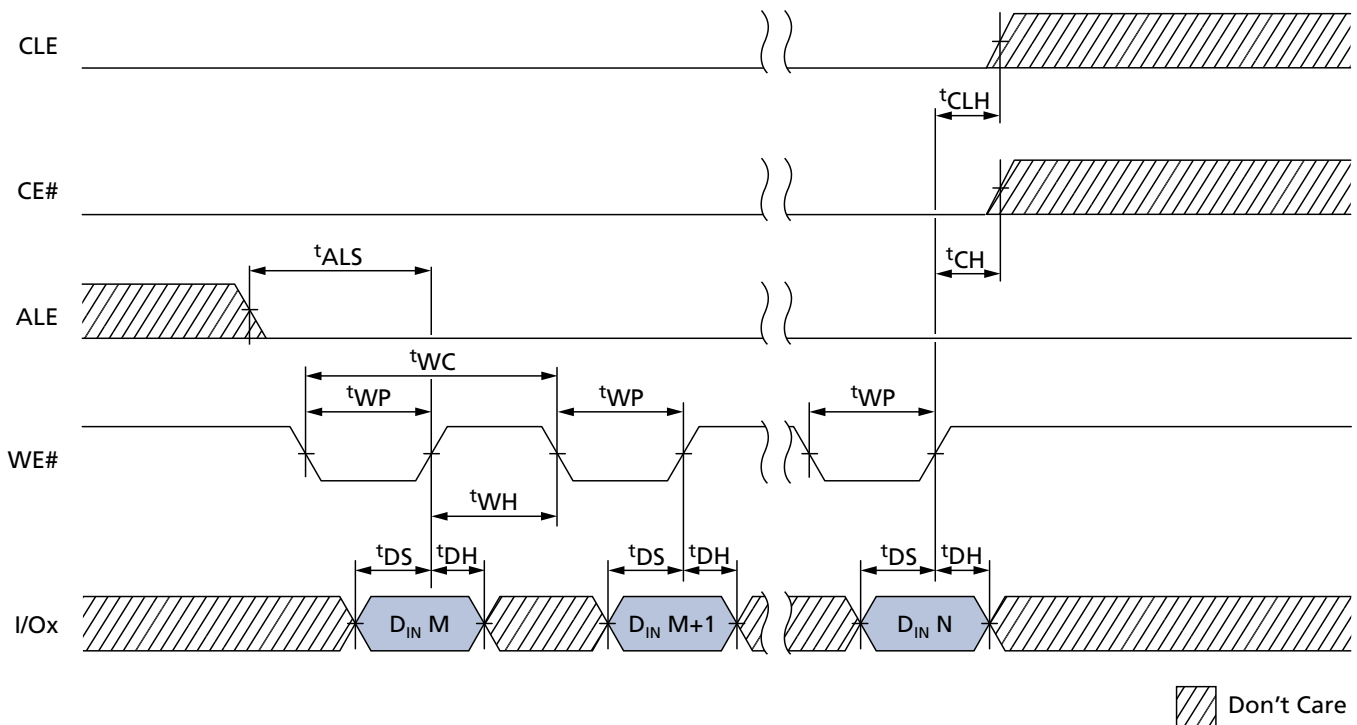 CLE
tCLH
CE#
tALS
tCH
ALE
tWC
tWP
tWP
tWP
WE#
tWH
tDS
tDH
tDS
tDH
tDS
tDH
I/Ox
DIN M
DIN M+1
DIN N
Don't Care